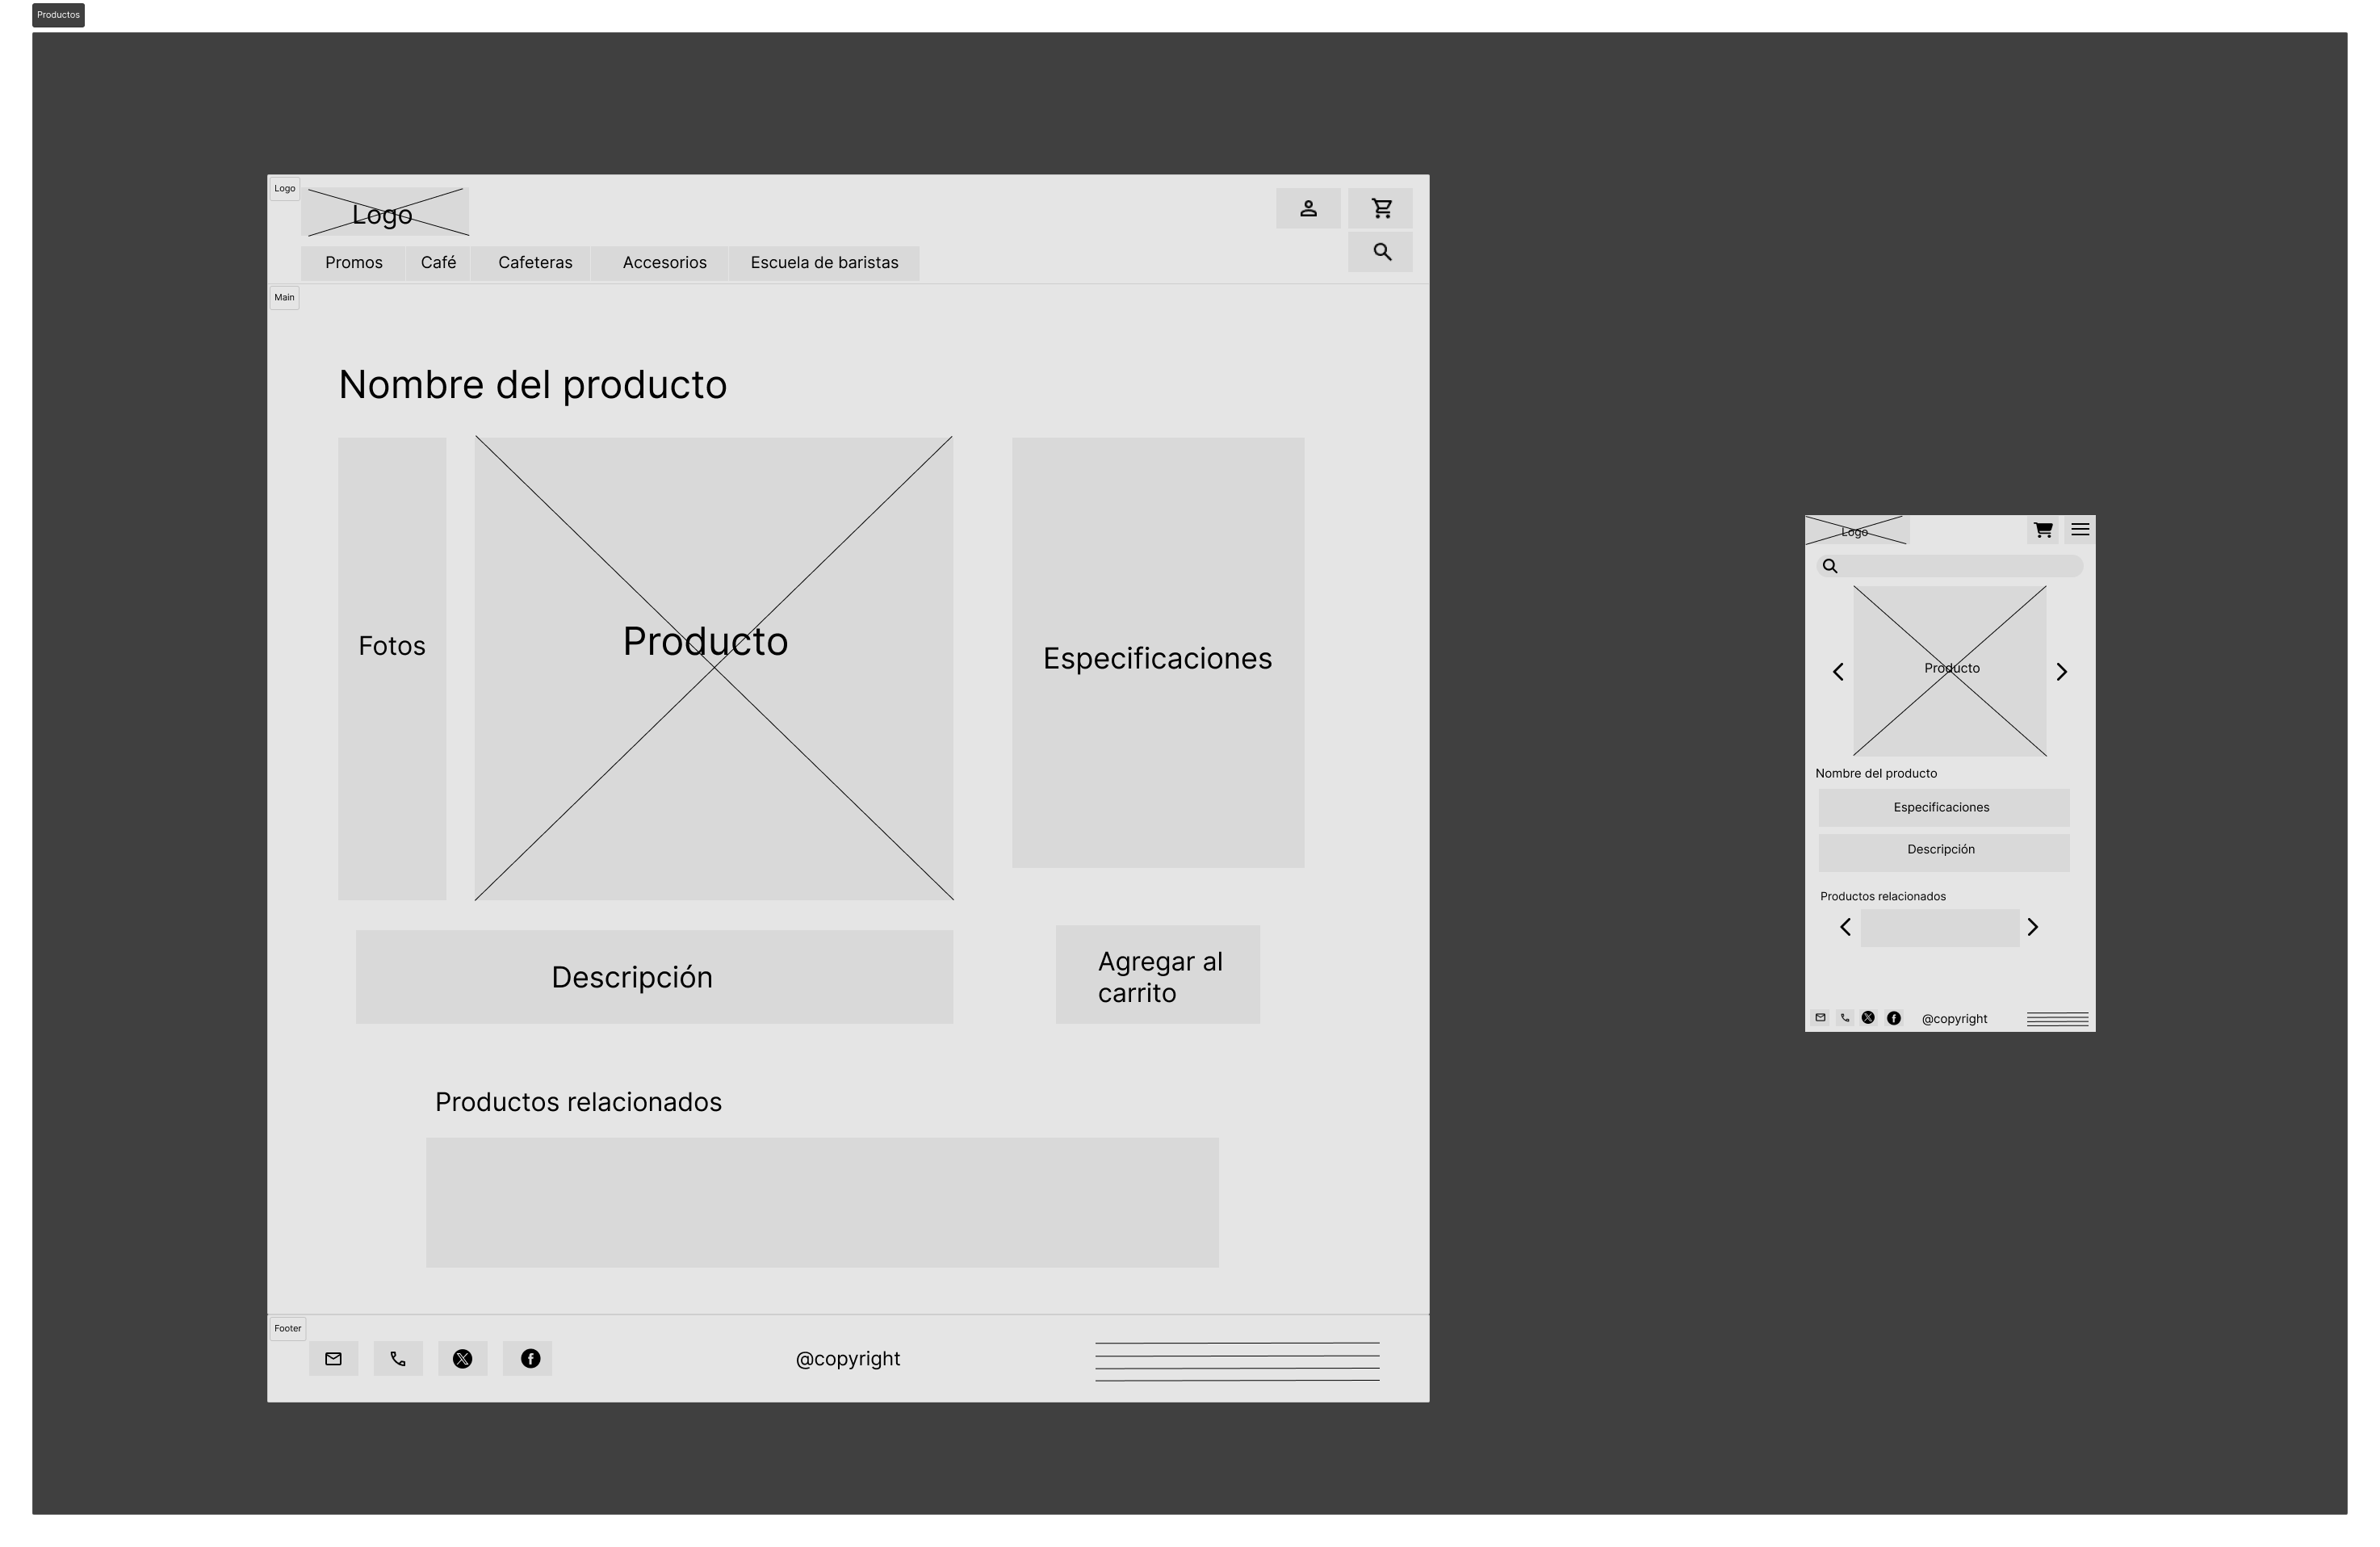 Productos
Logo
Logo
Promos
Café
Cafeteras
Accesorios
Escuela de baristas
Main
Nombre del producto
Fotos
Producto
Especificaciones
Descripción
Agregar al
carrito
Productos relacionados
Footer
@copyright
Logo
Producto
Nombre del producto
Especificaciones
Descripción
Productos relacionados
@copyright